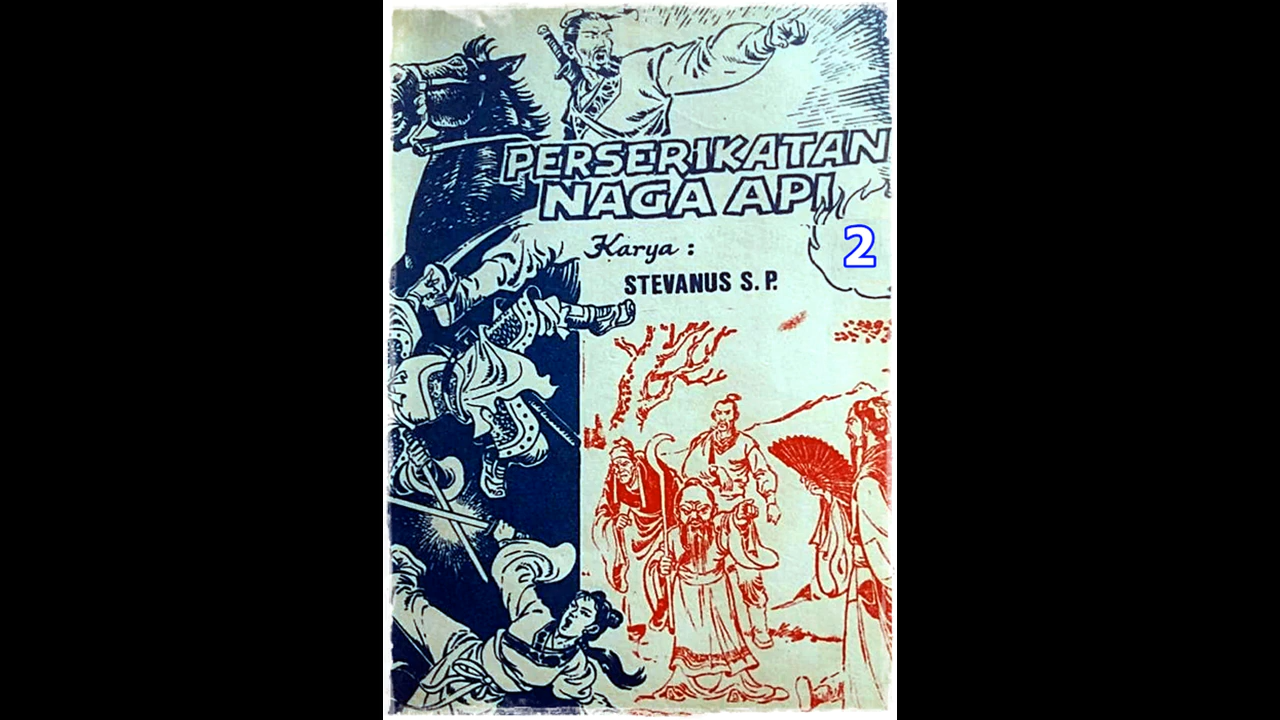 PERSERIKATAN
NAGA API
2
Karya :
STEVANUS S. P.